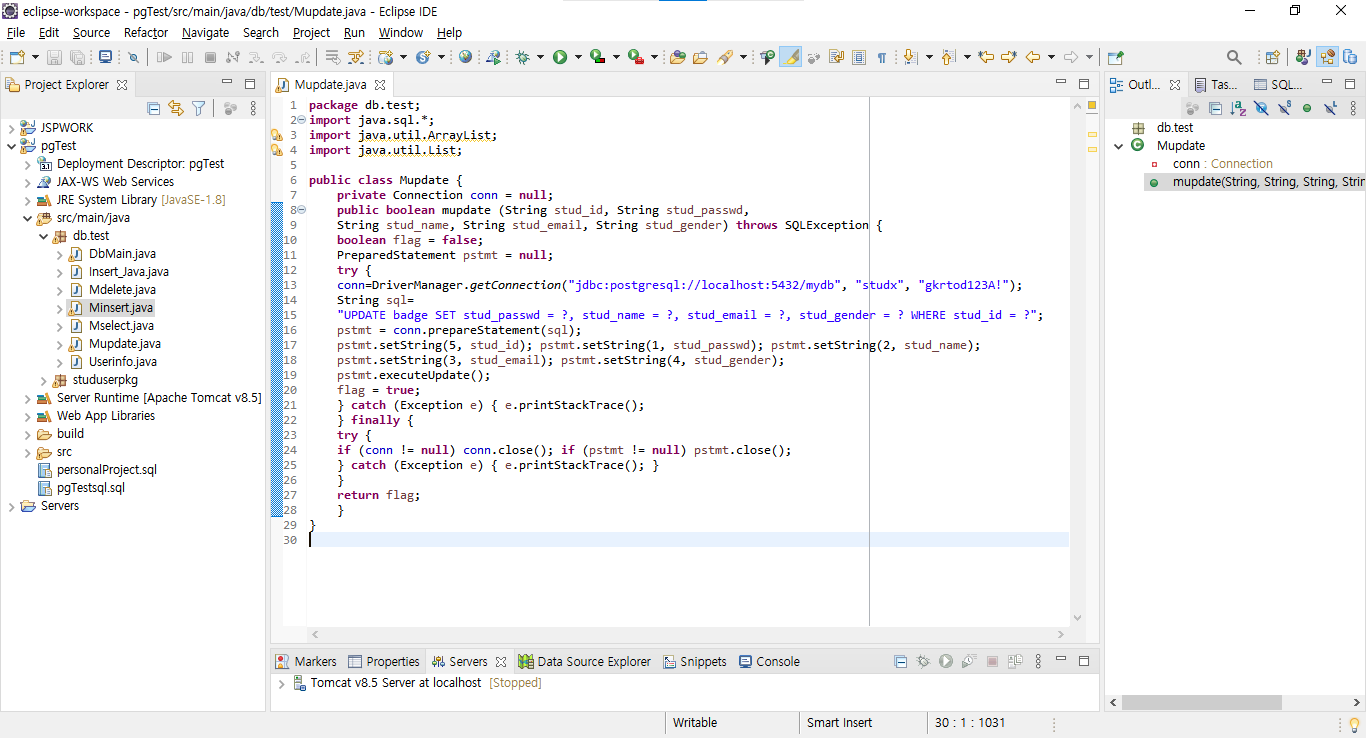 eclipse-workspace - pgTest/src/main/java/db/test/Mupdate.java - Eclipse IDE
File Edit Source Refactor Navigate Search Project Run Window Help
Project Explorer
JSPWORK
pgTest
Deployment Descriptor: pgTest
JAX-WS Web Services
JRE System Library [JavaSE-1.8]
src/main/java
db.test
DbMain.java
Insert_Java.java
Mdelete.java
Minsert.java
Mselect.java
Mupdate.java
Userinfo.java
studuserpkg
Server Runtime [Apache Tomcat v8.5]
Web App Libraries
build
src
personalProject.sql
pgTestsql.sql
Servers
Mupdate.java
1 package db.test;
2 import java.sql.*;
3 import java.util.ArrayList;
4 import java.util.List;
5
6 public class Mupdate {
7 private Connection conn = null;
8 public boolean mupdate (String stud_id, String stud_passwd,
9 String stud_name, String stud_email, String stud_gender) throws SQLException {
10 boolean flag = false;
11 PreparedStatement pstmt = null;
12 try {
13 conn=DriverManager.getConnection("jdbc:postgresql://localhost:5432/mydb", "studx", "gkrtod123A!");
14 String sql=
15 "UPDATE badge SET stud_passwd = ?, stud_name = ?, stud_email = ?, stud_gender = ? WHERE stud_id = ?";
16 pstmt = conn.prepareStatement(sql);
17 pstmt.setString(5, stud_id); pstmt.setString(1, stud_passwd); pstmt.setString(2, stud_name);
18 pstmt.setString(3, stud_email); pstmt.setString(4, stud_gender);
19 pstmt.executeUpdate();
20 flag = true;
21 } catch (Exception e) { e.printStackTrace();
22 } finally {
23 try {
24 if (conn != null) conn.close(); if (pstmt != null) pstmt.close();
25 } catch (Exception e) { e.printStackTrace(); }
26 }
27 return flag;
28 }
29 }
30
Outl... Tas... SQL...
db.test
Mupdate
conn : Connection
mupdate(String, String, String, Strin
Markers Properties Servers Data Source Explorer Snippets Console
Tomcat v8.5 Server at localhost [Stopped]
Writable Smart Insert 30 : 1 : 1031